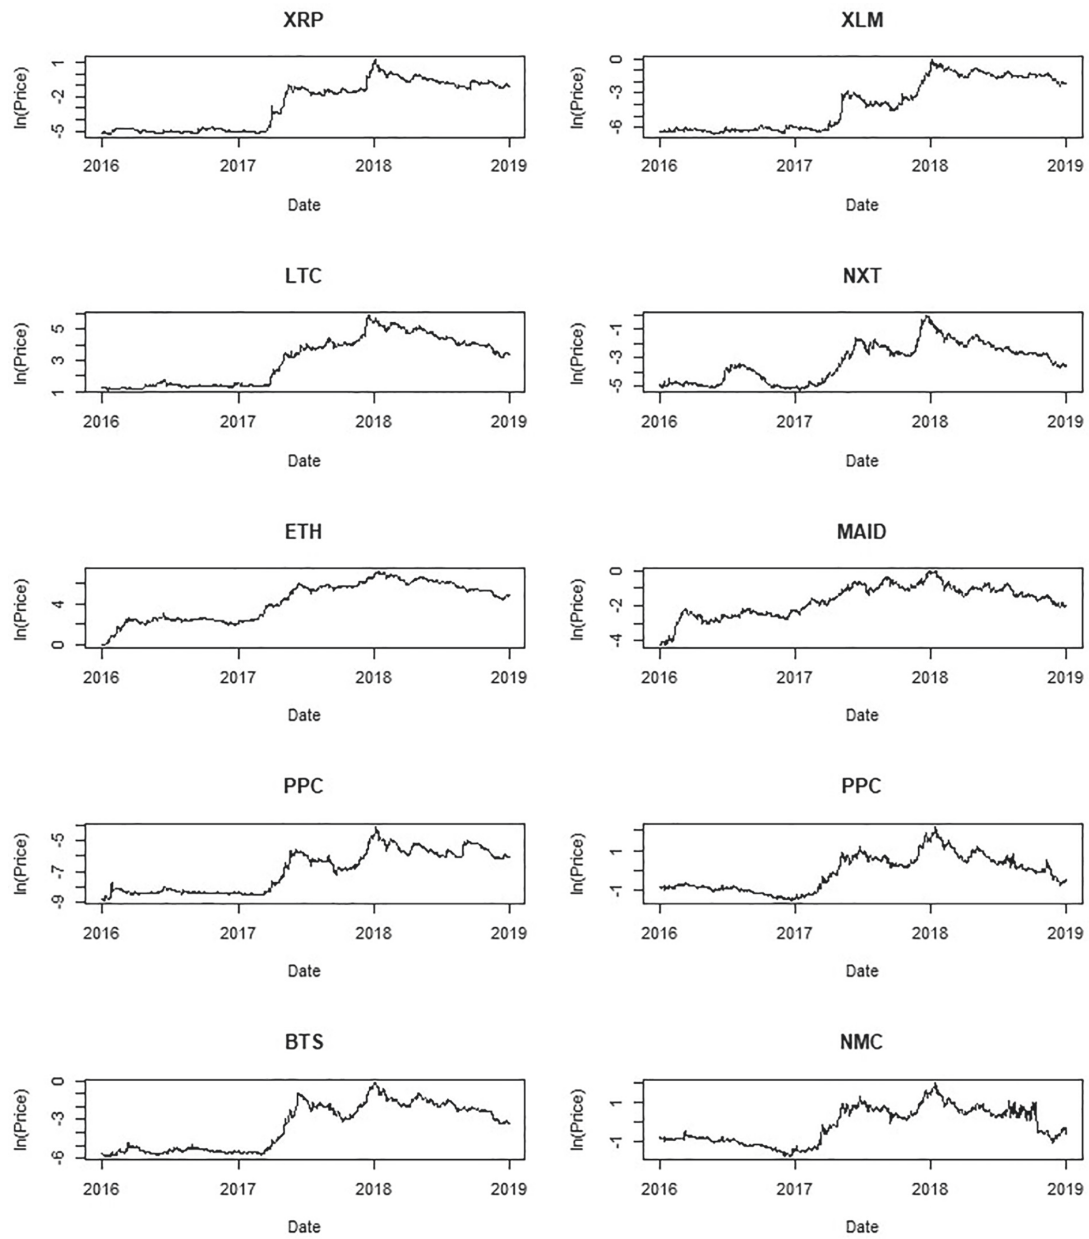 XRP
ln(Price)
1
-2
-5
2016 2017 2018 2019
Date
XLM
ln(Price)
0
-3
-6
2016 2017 2018 2019
Date
LTC
ln(Price)
5
3
1
2016 2017 2018 2019
Date
NXT
ln(Price)
-1
-3
-5
2016 2017 2018 2019
Date
ETH
ln(Price)
4
0
2016 2017 2018 2019
Date
MAID
ln(Price)
0
-2
-4
2016 2017 2018 2019
Date
PPC
ln(Price)
-5
-7
-9
2016 2017 2018 2019
Date
PPC
ln(Price)
1
-1
2016 2017 2018 2019
Date
BTS
ln(Price)
0
-3
-6
2016 2017 2018 2019
Date
NMC
ln(Price)
1
-1
2016 2017 2018 2019
Date